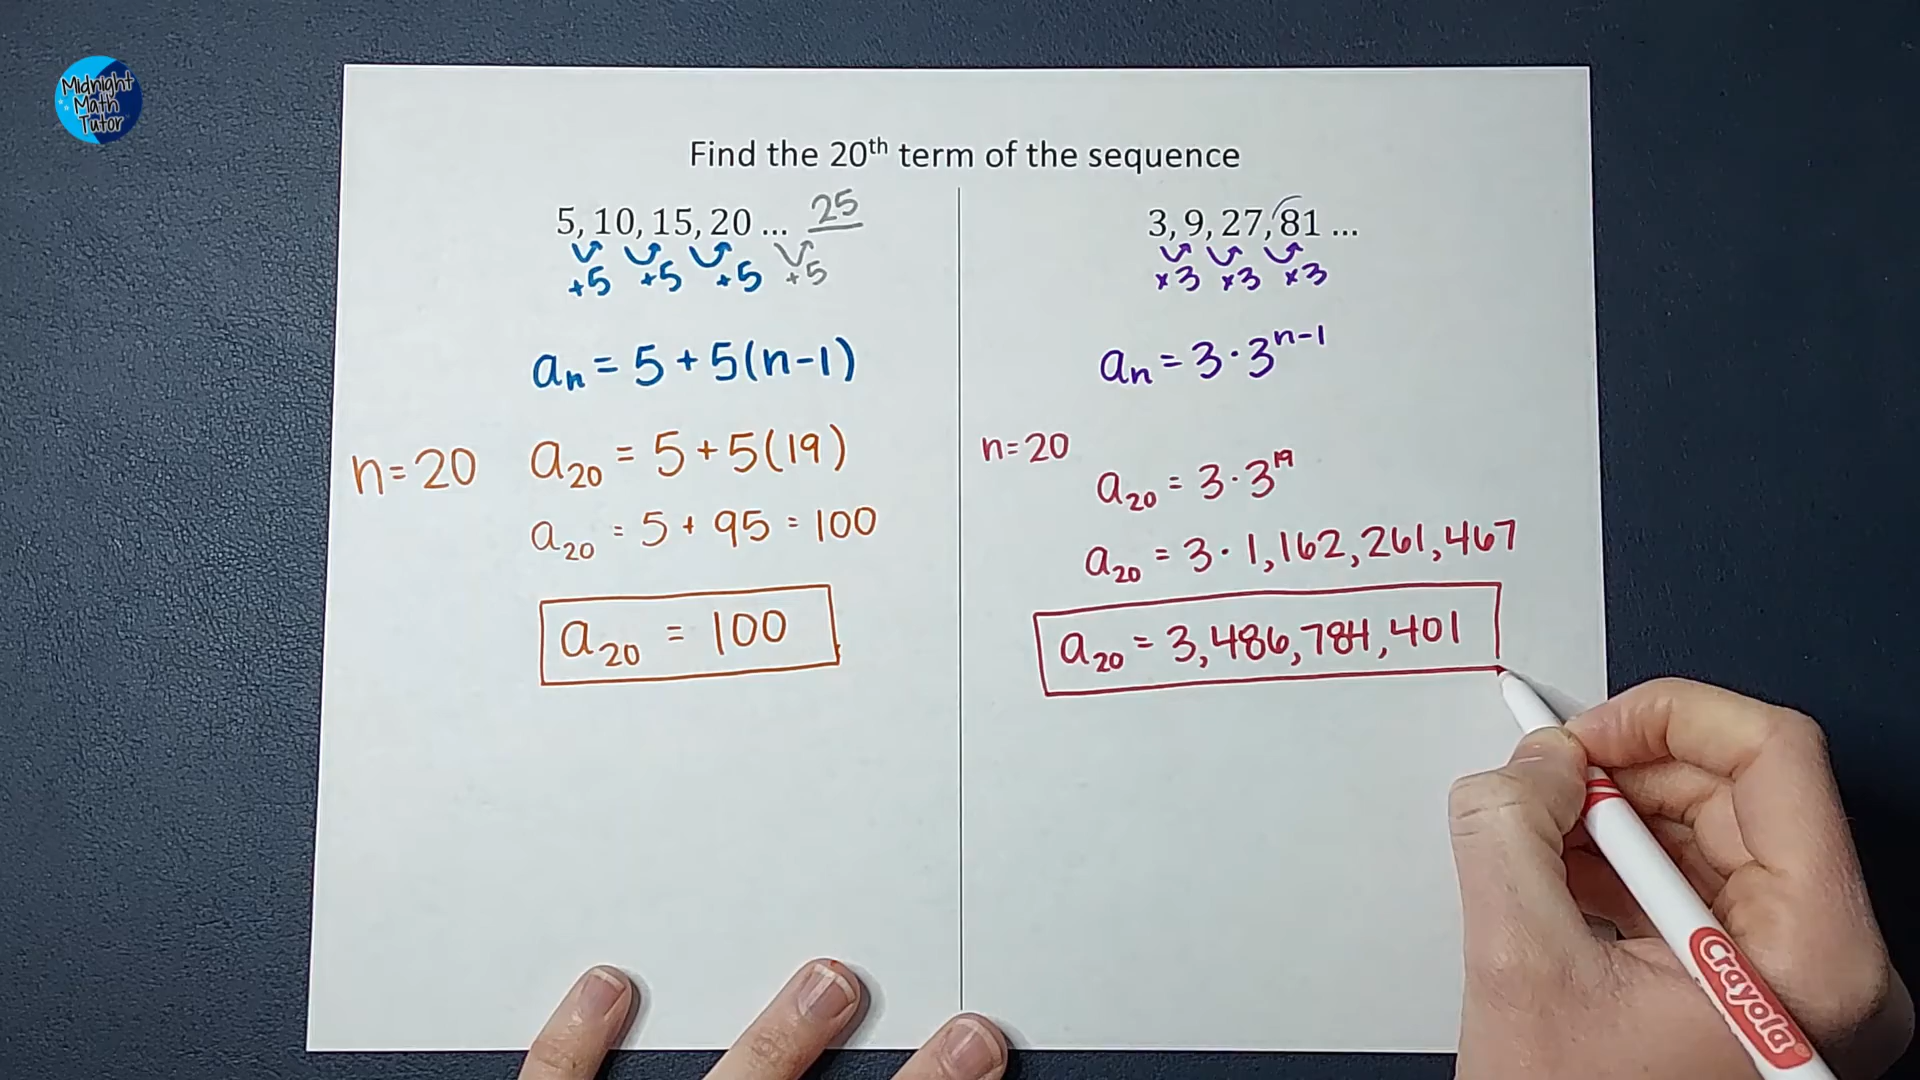 Midnight
Math
Tutor
Find the 20th term of the sequence
5, 10, 15, 20 ... 25
+5 +5 +5 +5
aₙ = 5 + 5(n-1)
n=20
a₂₀ = 5 + 5(19)
a₂₀ = 5 + 95 = 100
a₂₀ = 100
3, 9, 27, 81 ...
×3 ×3 ×3
aₙ = 3 · 3ⁿ⁻¹
n=20
a₂₀ = 3 · 3¹⁹
a₂₀ = 3 · 1,162,261,467
a₂₀ = 3,486,784,401
Crayola